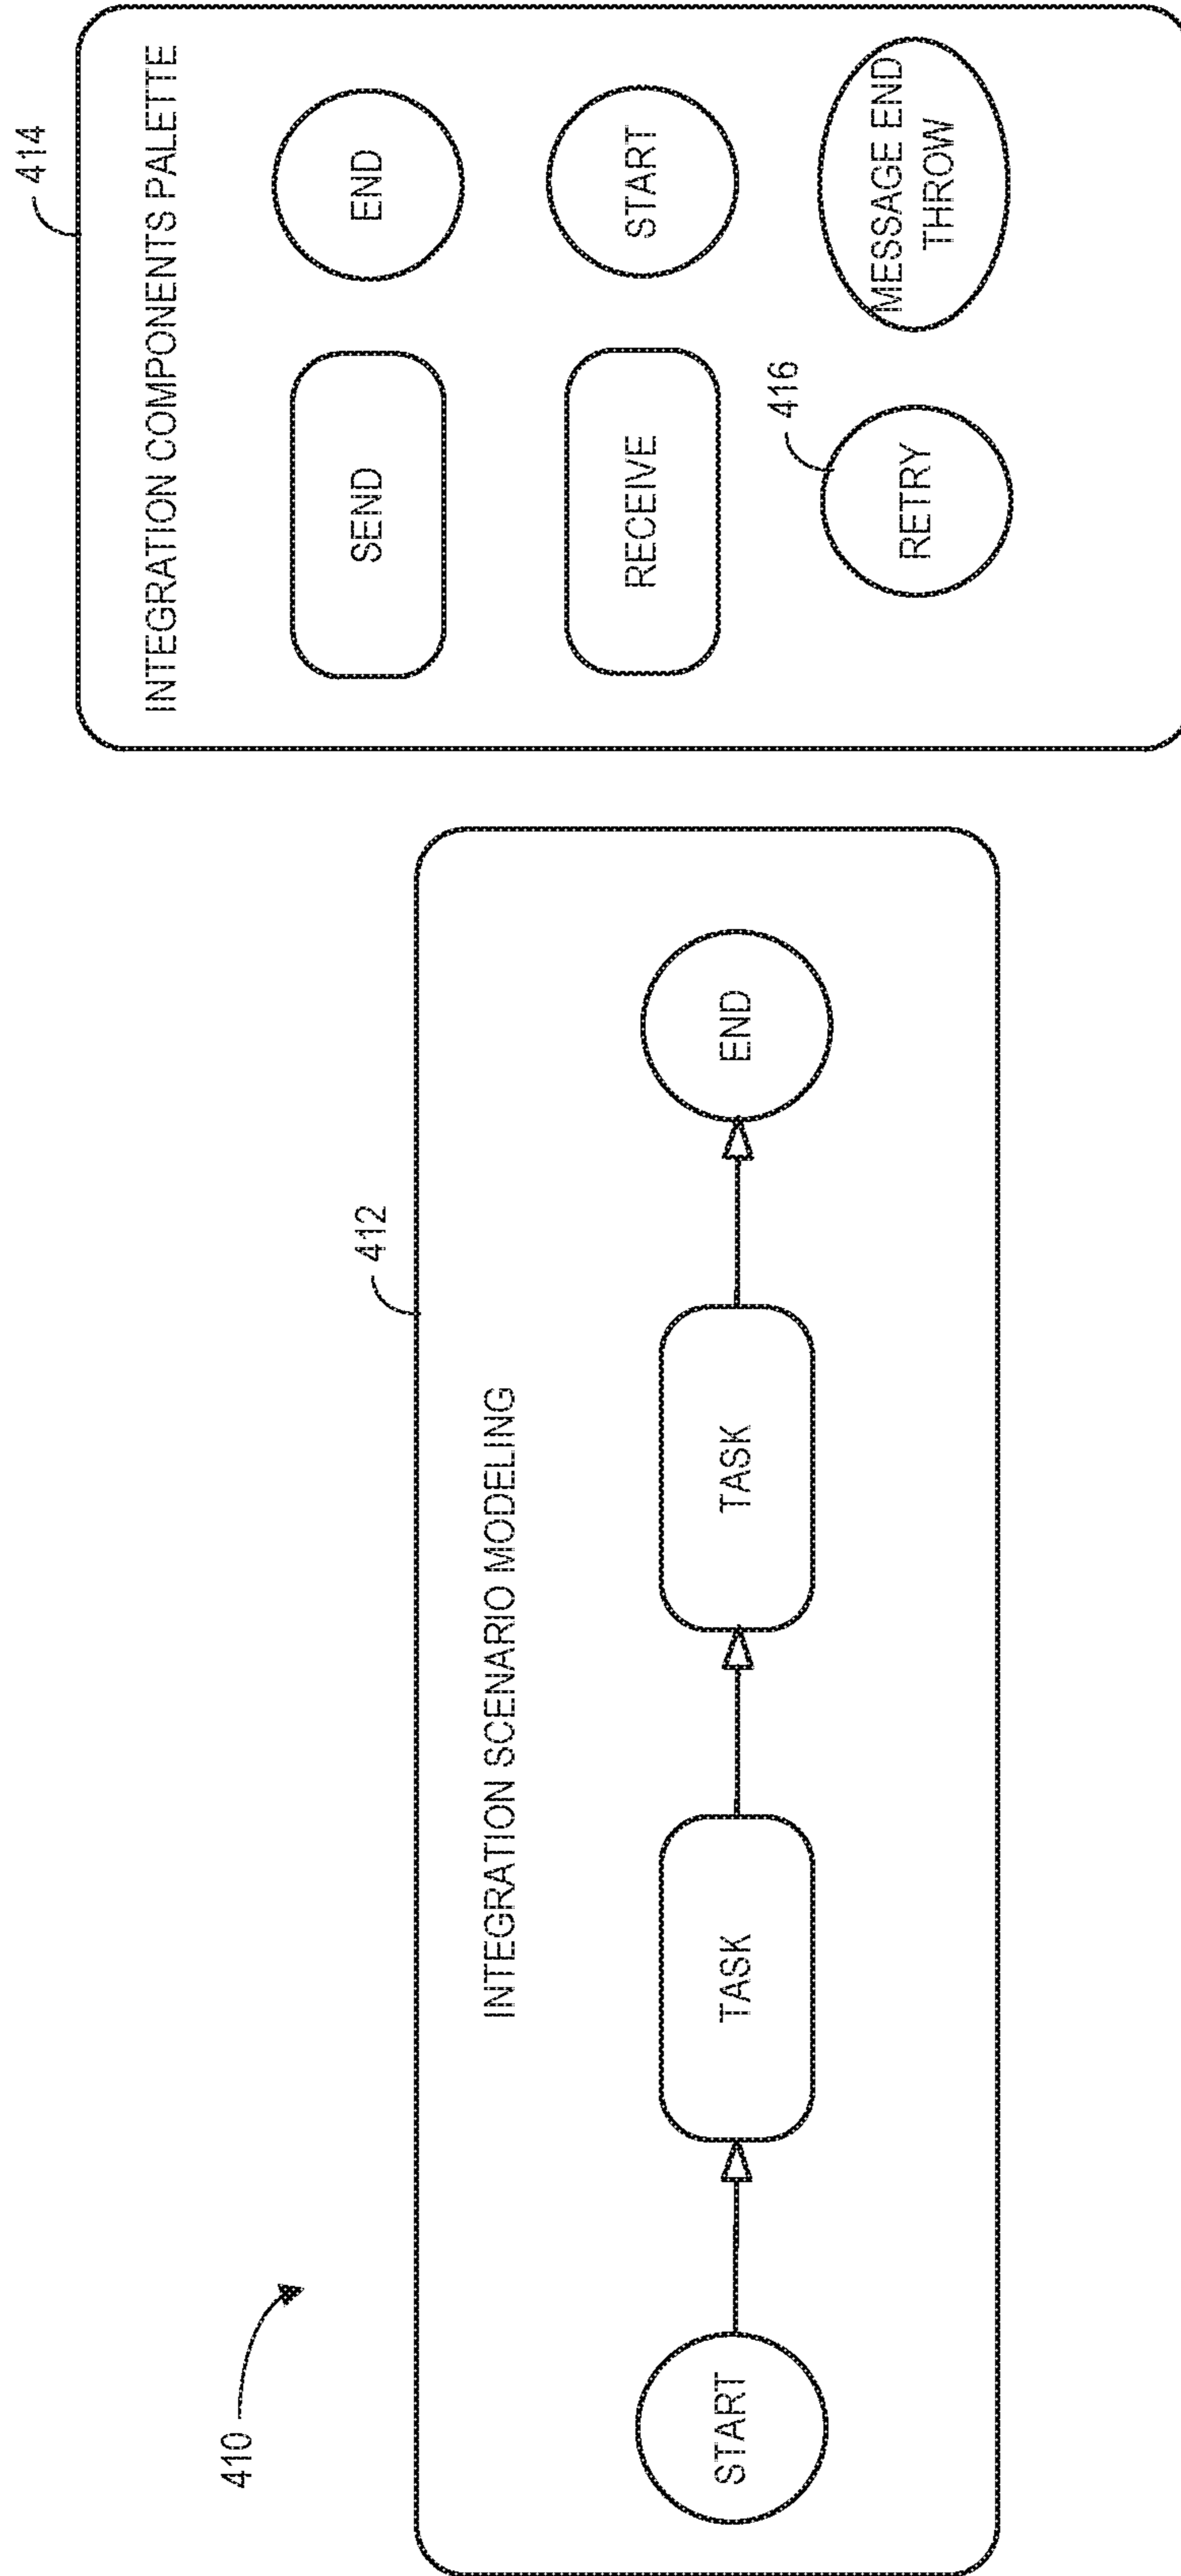 410
412
INTEGRATION SCENARIO MODELING
START
TASK
TASK
END
414
INTEGRATION COMPONENTS PALETTE
SEND
END
RECEIVE
START
416
RETRY
MESSAGE END
THROW